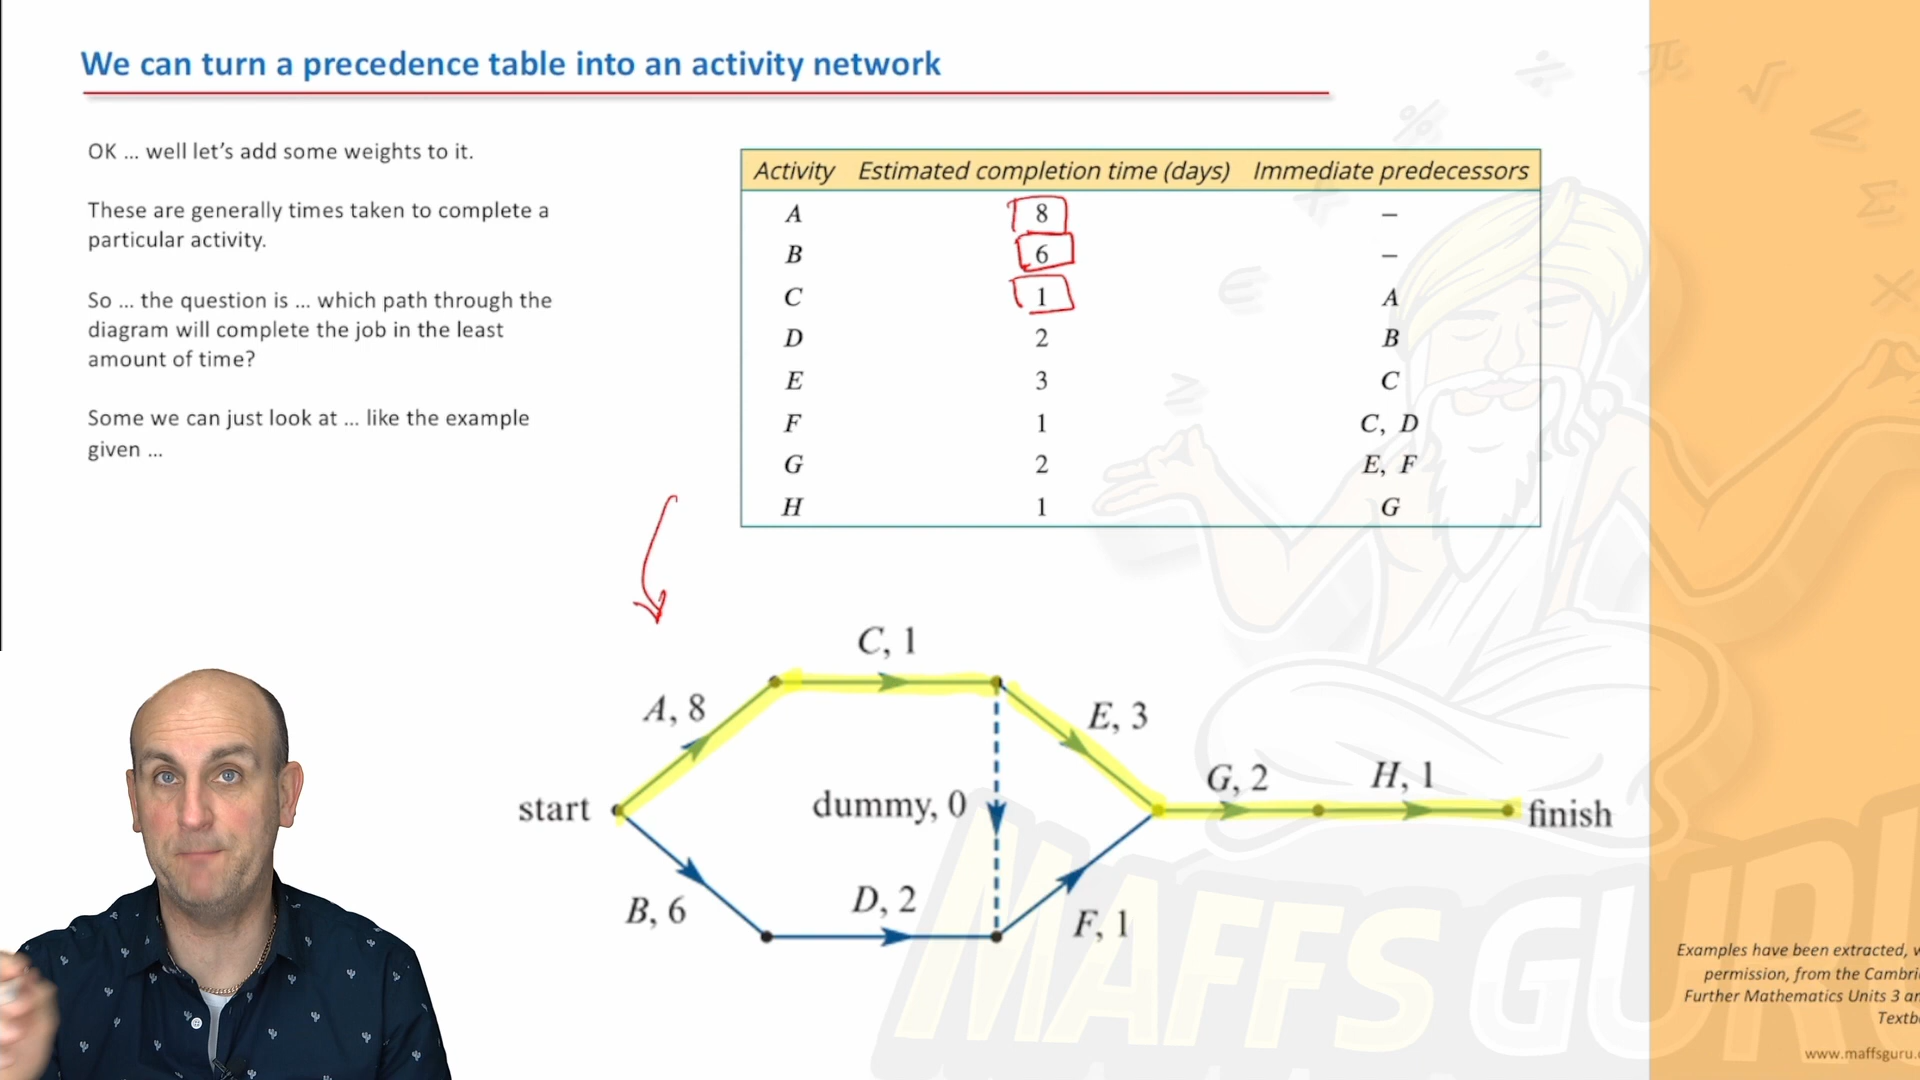 We can turn a precedence table into an activity network
OK ... well let's add some weights to it.
These are generally times taken to complete a
particular activity.
So ... the question is ... which path through the
diagram will complete the job in the least
amount of time?
Some we can just look at ... like the example
given ...
Activity Estimated completion time (days) Immediate predecessors
A 8 –
B 6 –
C 1 A
D 2 B
E 3 C
F 1 C, D
G 2 E, F
H 1 G
C, 1
A, 8
E, 3
G, 2
H, 1
start
dummy, 0
finish
B, 6
D, 2
F, 1
MAFFS GURU
Examples have been extracted,
permission, from the
Further Mathematics Units 3
www.maffsguru.